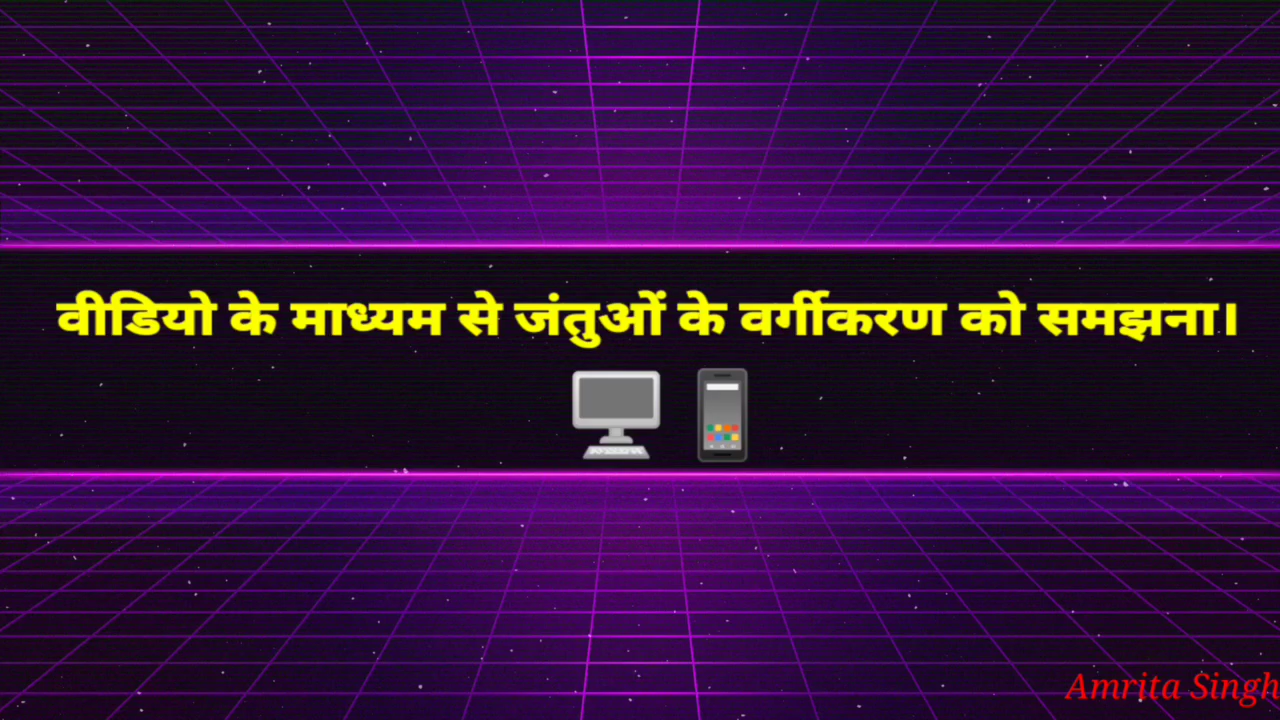 वीडियो के माध्यम से जंतुओं के वर्गीकरण को समझना।
Amrita Singh